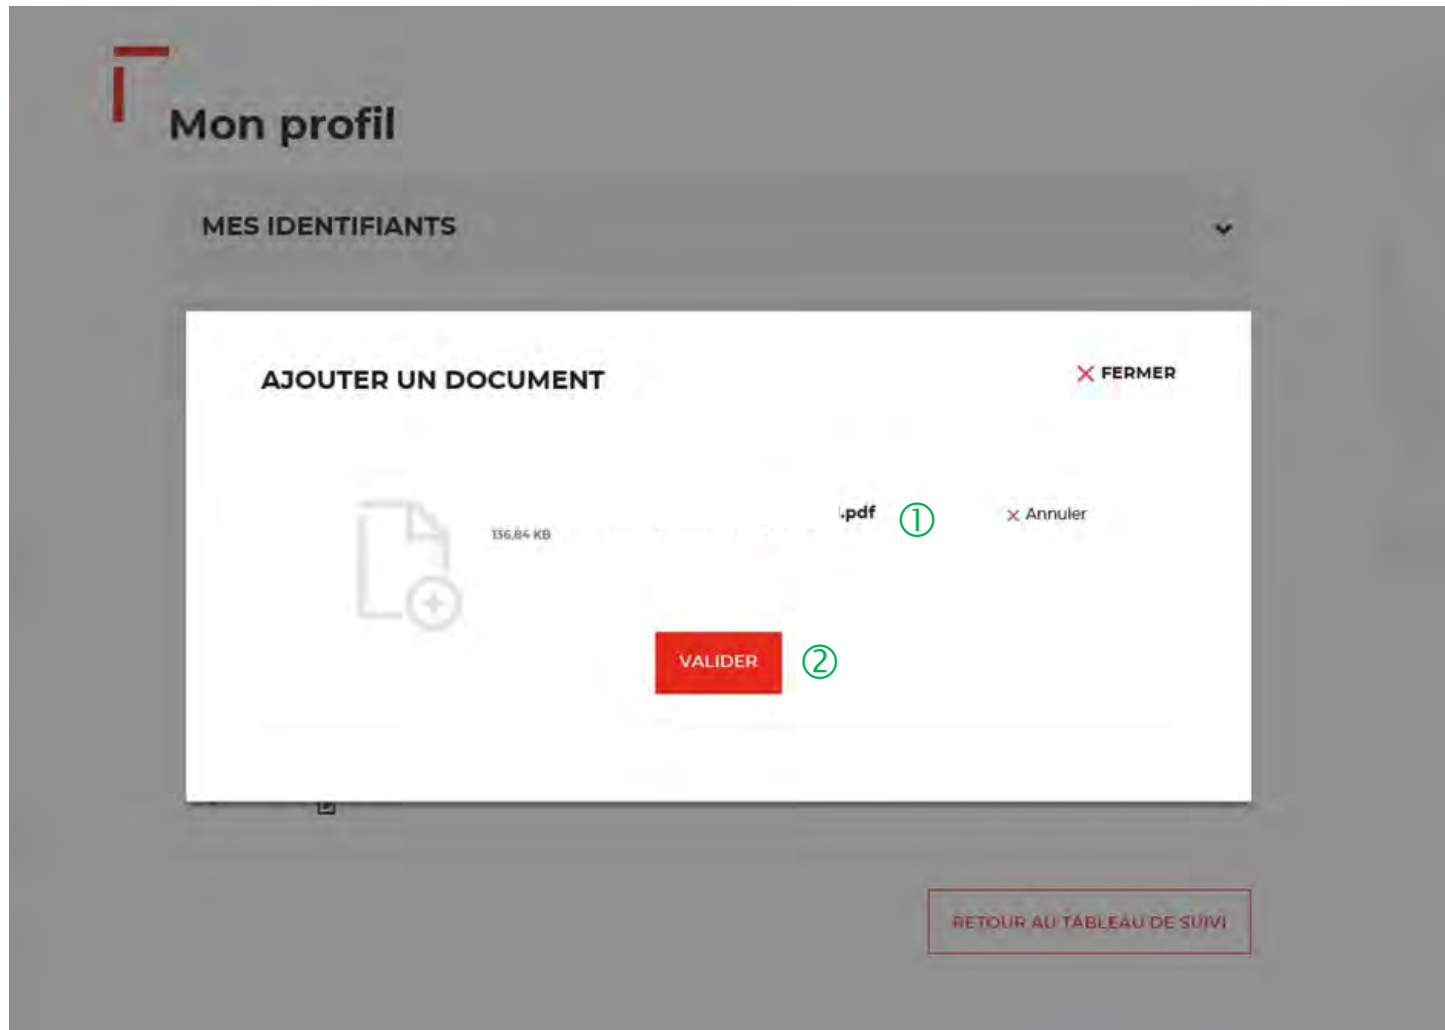 Mon profil
MES IDENTIFIANTS
AJOUTER UN DOCUMENT
× FERMER
.pdf ①
× Annuler
136,84 KB
VALIDER ②
RETOUR AU TABLEAU DE SUIVI